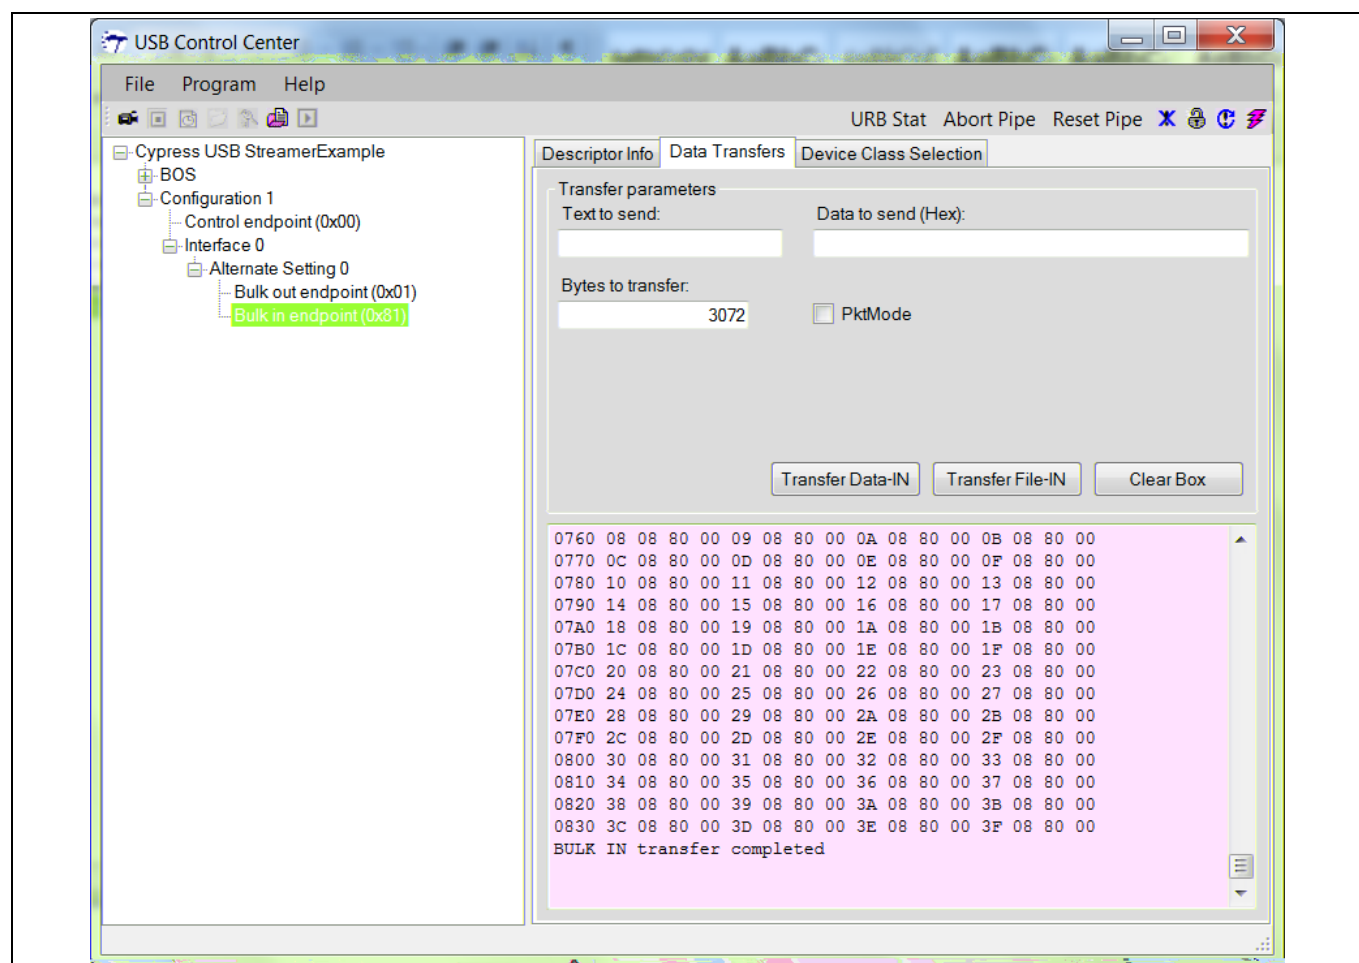 USB Control Center
File Program Help
URB Stat Abort Pipe Reset Pipe
Cypress USB StreamerExample
BOS
Configuration 1
Control endpoint (0x00)
Interface 0
Alternate Setting 0
Bulk out endpoint (0x01)
Bulk in endpoint (0x81)
Descriptor Info Data Transfers Device Class Selection
Transfer parameters
Text to send: Data to send (Hex):
Bytes to transfer:
3072 PktMode
Transfer Data-IN Transfer File-IN Clear Box
0760 08 08 80 00 09 08 80 00 0A 08 80 00 0B 08 80 00
0770 0C 08 80 00 0D 08 80 00 0E 08 80 00 0F 08 80 00
0780 10 08 80 00 11 08 80 00 12 08 80 00 13 08 80 00
0790 14 08 80 00 15 08 80 00 16 08 80 00 17 08 80 00
07A0 18 08 80 00 19 08 80 00 1A 08 80 00 1B 08 80 00
07B0 1C 08 80 00 1D 08 80 00 1E 08 80 00 1F 08 80 00
07C0 20 08 80 00 21 08 80 00 22 08 80 00 23 08 80 00
07D0 24 08 80 00 25 08 80 00 26 08 80 00 27 08 80 00
07E0 28 08 80 00 29 08 80 00 2A 08 80 00 2B 08 80 00
07F0 2C 08 80 00 2D 08 80 00 2E 08 80 00 2F 08 80 00
0800 30 08 80 00 31 08 80 00 32 08 80 00 33 08 80 00
0810 34 08 80 00 35 08 80 00 36 08 80 00 37 08 80 00
0820 38 08 80 00 39 08 80 00 3A 08 80 00 3B 08 80 00
0830 3C 08 80 00 3D 08 80 00 3E 08 80 00 3F 08 80 00
BULK IN transfer completed